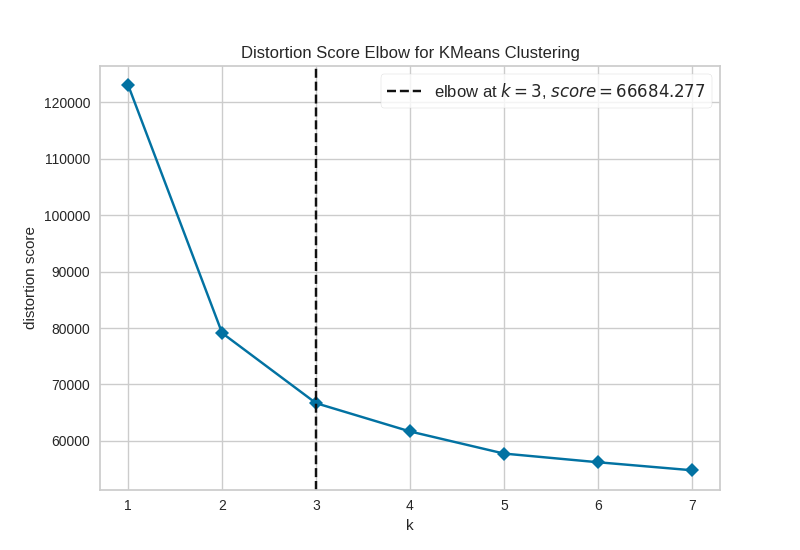 Distortion Score Elbow for KMeans Clustering
elbow at k = 3, score = 66684.277
120000
110000
100000
90000
80000
70000
60000
distortion score
1 2 3 4 5 6 7
k